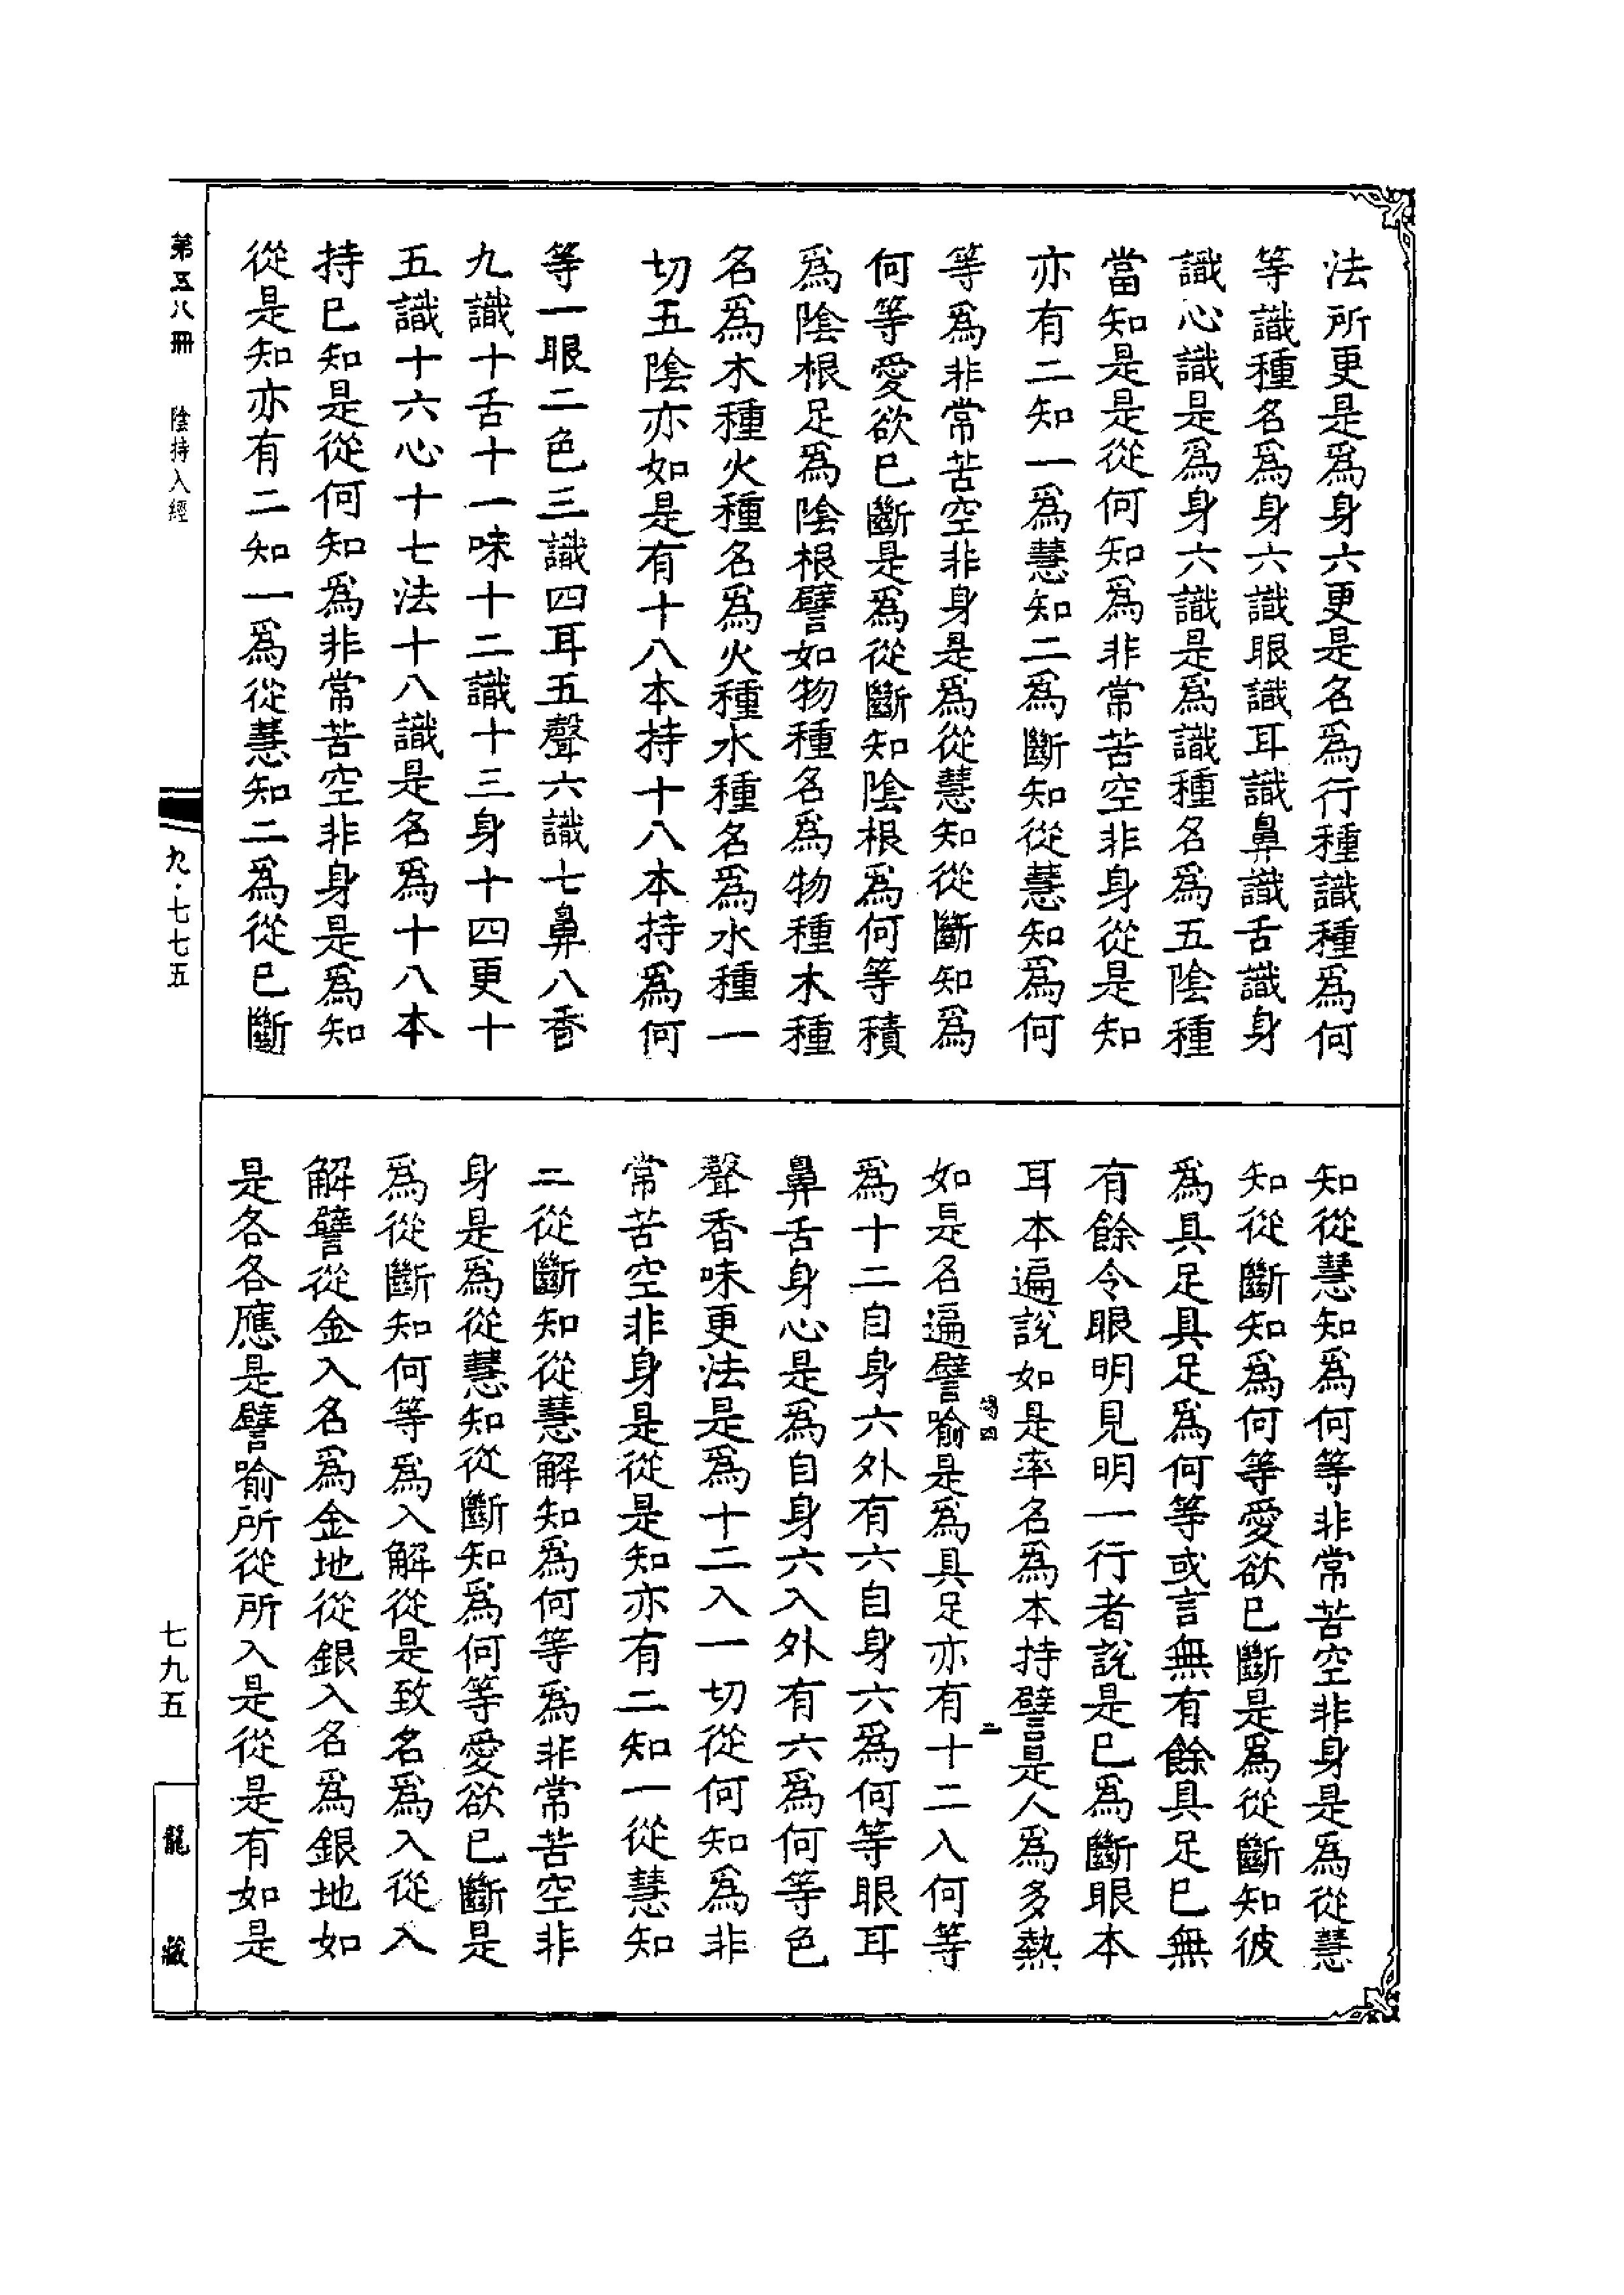 法所更是爲身六更是名爲行種識種爲何
等識種名爲身六識眼識耳識鼻識舌識身
識心識是爲身六識是爲識種名爲五陰種
當知是是從何知爲非常苦空非身從是知
亦有二知一爲慧知二爲斷知從慧知爲何
等爲非常苦空非身是爲從慧知從斷知爲
何等愛欲已斷是爲從斷知陰根爲何等積
爲陰根足爲陰根譬如物種名爲物種木種
名爲木種火種名爲火種水種名爲水種一
切五陰亦如是有十八本持十八本持爲何
等一眼二色三識四耳五聲六識七鼻八香
九識十舌十一味十二識十三身十四更十
五識十六心十七法十八識是名爲十八本
持已知是從何知爲非常苦空非身是爲知
從是知亦有二知一爲從慧知二爲從已斷
知從慧知爲何等非常苦空非身是爲從慧
知從斷知爲何等愛欲已斷是爲從斷知彼
爲具足具足爲何等或言無有餘具足已無
有餘令眼明見明一行者說是已爲斷眼本
耳本遍說如是率名爲本持譬是人爲多熱
如是名遍譬喻是爲具足亦有十二入何等
爲十二自身六外有六自身六爲何等眼耳
鼻舌身心是爲自身六入外有六爲何等色
聲香味更法是爲十二入一切從何知爲非
常苦空非身是從是知亦有二知一從慧知
二從斷知從慧解知爲何等爲非常苦空非
身是爲從慧知從斷知爲何等愛欲已斷是
爲從斷知何等爲入解從是致名爲入從入
解譬從金入名爲金地從銀入名爲銀地如
是各各應是譬喻所從所入是從是有如是
第五八冊 陰持入經
九·七七五
七九五
龍藏